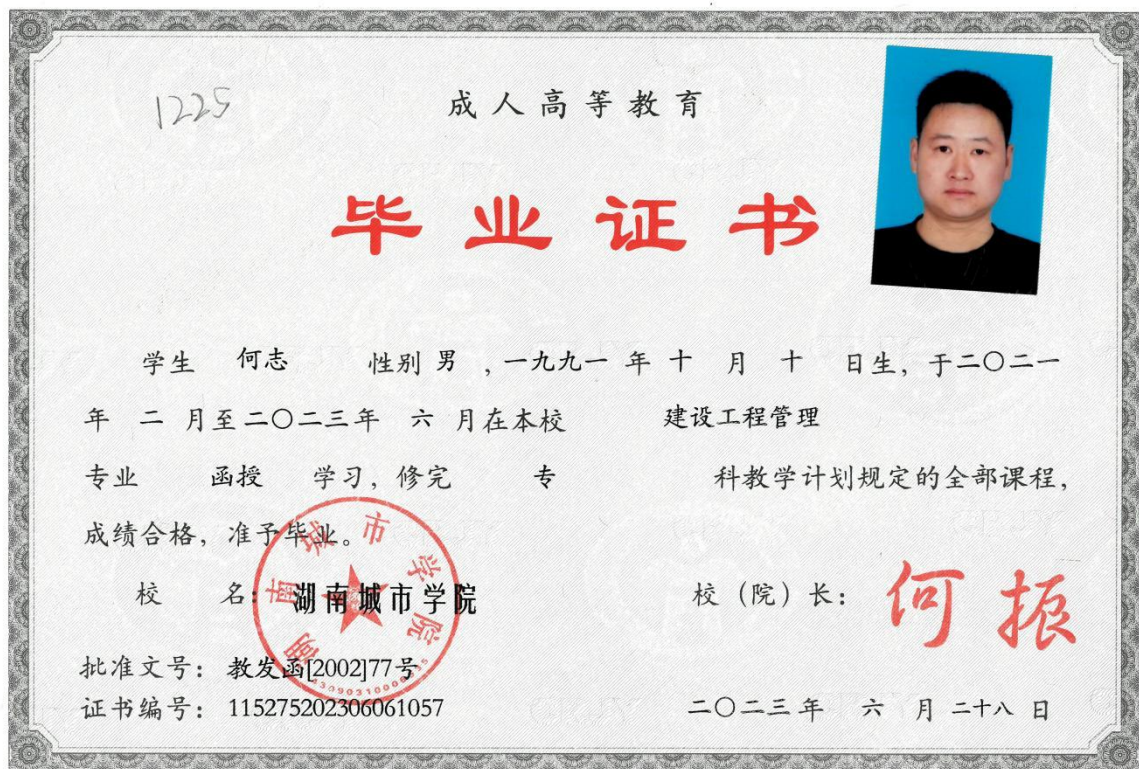 1225
成人高等教育
毕业证书
学生 何志 性别 男 ，一九九一 年 十 月 十 日生，于二〇二一
年 二 月至二〇二三年 六 月在本校 建设工程管理
专业 函授 学习，修完 专 科教学计划规定的全部课程，
成绩合格，准予毕业。
校 名：湖南城市学院 校（院）长：何振
湖南城市学院
批准文号：教发函[2002]77号
证书编号：115275202306061057 二〇二三年 六 月 二十八 日